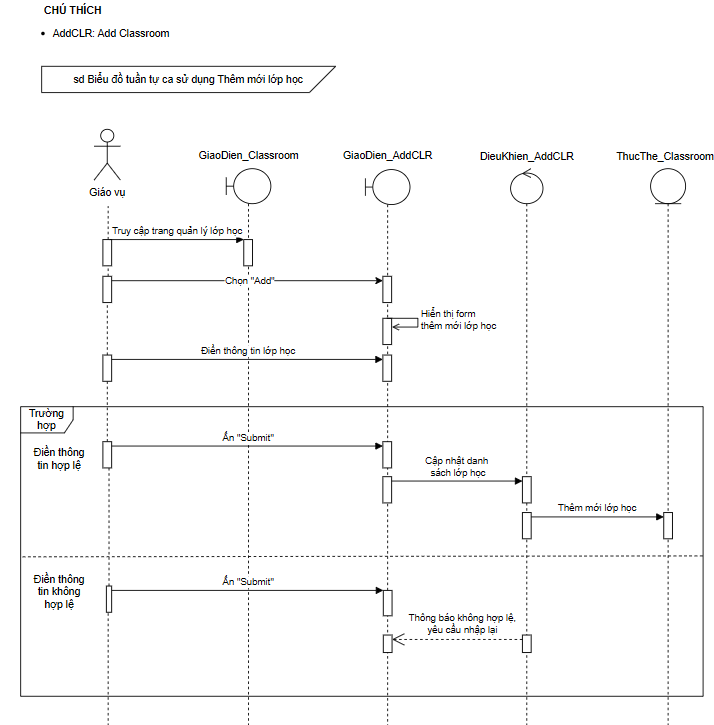 CHÚ THÍCH
• AddCLR: Add Classroom
sd Biểu đồ tuần tự ca sử dụng Thêm mới lớp học
GiaoDien_Classroom
GiaoDien_AddCLR
DieuKhien_AddCLR
ThucThe_Classroom
Giáo vụ
Truy cập trang quản lý lớp học
Chọn "Add"
Hiển thị form
thêm mới lớp học
Điền thông tin lớp học
Trường
hợp
Điền thông
tin hợp lệ
Ấn "Submit"
Cập nhật danh
sách lớp học
Thêm mới lớp học
Điền thông
tin không
hợp lệ
Ấn "Submit"
Thông báo không hợp lệ,
yêu cầu nhập lại